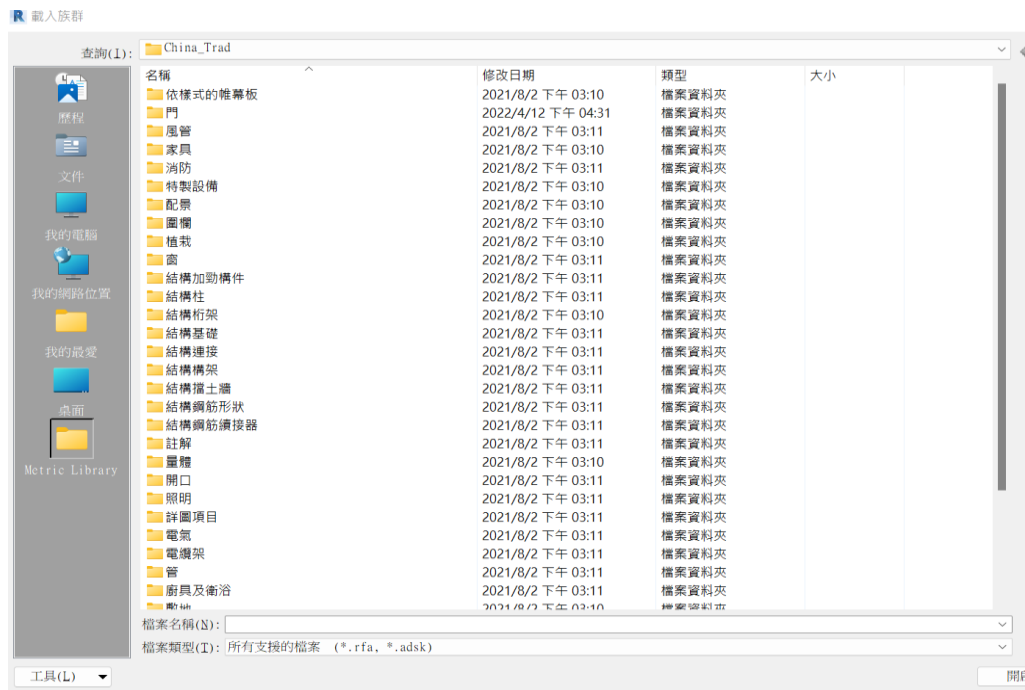 R 載入族群
查詢(I): China_Trad
名稱 修改日期 類型 大小
依樣式的帷幕板 2021/8/2 下午 03:10 檔案資料夾
門 2022/4/12 下午 04:31 檔案資料夾
風管 2021/8/2 下午 03:11 檔案資料夾
家具 2021/8/2 下午 03:10 檔案資料夾
消防 2021/8/2 下午 03:11 檔案資料夾
特製設備 2021/8/2 下午 03:10 檔案資料夾
配景 2021/8/2 下午 03:10 檔案資料夾
圍欄 2021/8/2 下午 03:10 檔案資料夾
植栽 2021/8/2 下午 03:10 檔案資料夾
窗 2021/8/2 下午 03:11 檔案資料夾
結構加勁構件 2021/8/2 下午 03:11 檔案資料夾
結構柱 2021/8/2 下午 03:11 檔案資料夾
結構桁架 2021/8/2 下午 03:10 檔案資料夾
結構基礎 2021/8/2 下午 03:11 檔案資料夾
結構連接 2021/8/2 下午 03:11 檔案資料夾
結構構架 2021/8/2 下午 03:11 檔案資料夾
結構擋土牆 2021/8/2 下午 03:11 檔案資料夾
結構鋼筋形狀 2021/8/2 下午 03:11 檔案資料夾
結構鋼筋續接器 2021/8/2 下午 03:11 檔案資料夾
註解 2021/8/2 下午 03:11 檔案資料夾
量體 2021/8/2 下午 03:10 檔案資料夾
開口 2021/8/2 下午 03:11 檔案資料夾
照明 2021/8/2 下午 03:11 檔案資料夾
詳圖項目 2021/8/2 下午 03:11 檔案資料夾
電氣 2021/8/2 下午 03:11 檔案資料夾
電纜架 2021/8/2 下午 03:11 檔案資料夾
管 2021/8/2 下午 03:11 檔案資料夾
廚具及衛浴 2021/8/2 下午 03:11 檔案資料夾
敷地 2021/8/2 下午 03:10 檔案資料夾
歷程
文件
我的電腦
我的網路位置
我的最愛
桌面
Metric Library
檔案名稱(N):
檔案類型(T): 所有支援的檔案 (*.rfa, *.adsk)
工具(L)
開啟